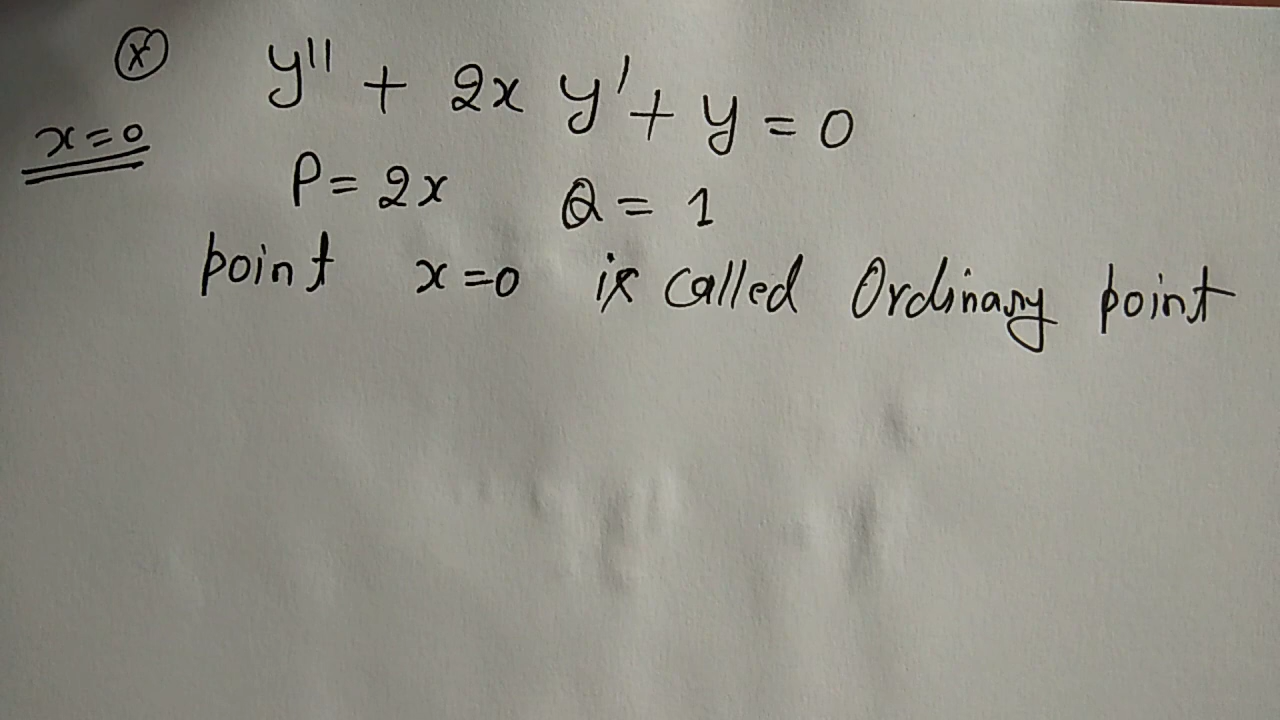 ⓧ y'' + 2x y' + y = 0
x=0
P = 2x Q = 1
point x=0 is called Ordinary point